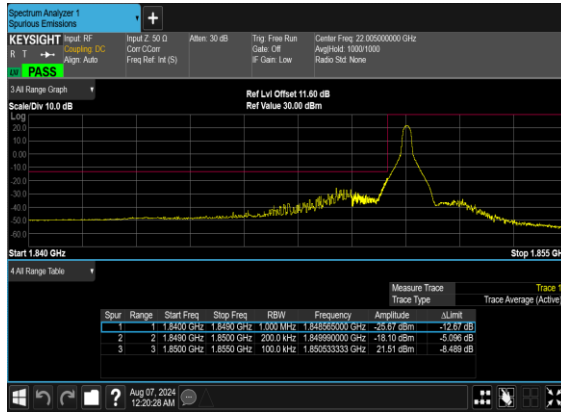 Spectrum Analyzer 1
Spurious Emissions
KEYSIGHT Input: RF Input Z: 50 Ω Atten: 30 dB Trig: Free Run Center Freq: 22.005000000 GHz
R T Coupling: DC Corr CCorr Gate: Off Avg|Hold: 1000/1000
Align: Auto Freq Ref: Int (S) IF Gain: Low Radio Std: None
PASS
3 All Range Graph
Ref Lvl Offset 11.60 dB
Scale/Div 10.0 dB Ref Value 30.00 dBm
Log
20.0
10.0
0.00
-10.0
-20.0
-30.0
-40.0
-50.0
-60.0
Start 1.840 GHz Stop 1.855 GH
4 All Range Table
Measure Trace Trace 1
Trace Type Trace Average (Active)
Spur Range Start Freq Stop Freq RBW Frequency Amplitude ΔLimit
1 1 1.8400 GHz 1.8490 GHz 1.000 MHz 1.848565000 GHz -25.67 dBm -12.67 dB
2 2 1.8490 GHz 1.8500 GHz 200.0 kHz 1.849990000 GHz -18.10 dBm -5.096 dB
3 3 1.8500 GHz 1.8550 GHz 100.0 kHz 1.850533333 GHz 21.51 dBm -8.489 dB
Aug 07, 2024
12:20:28 AM